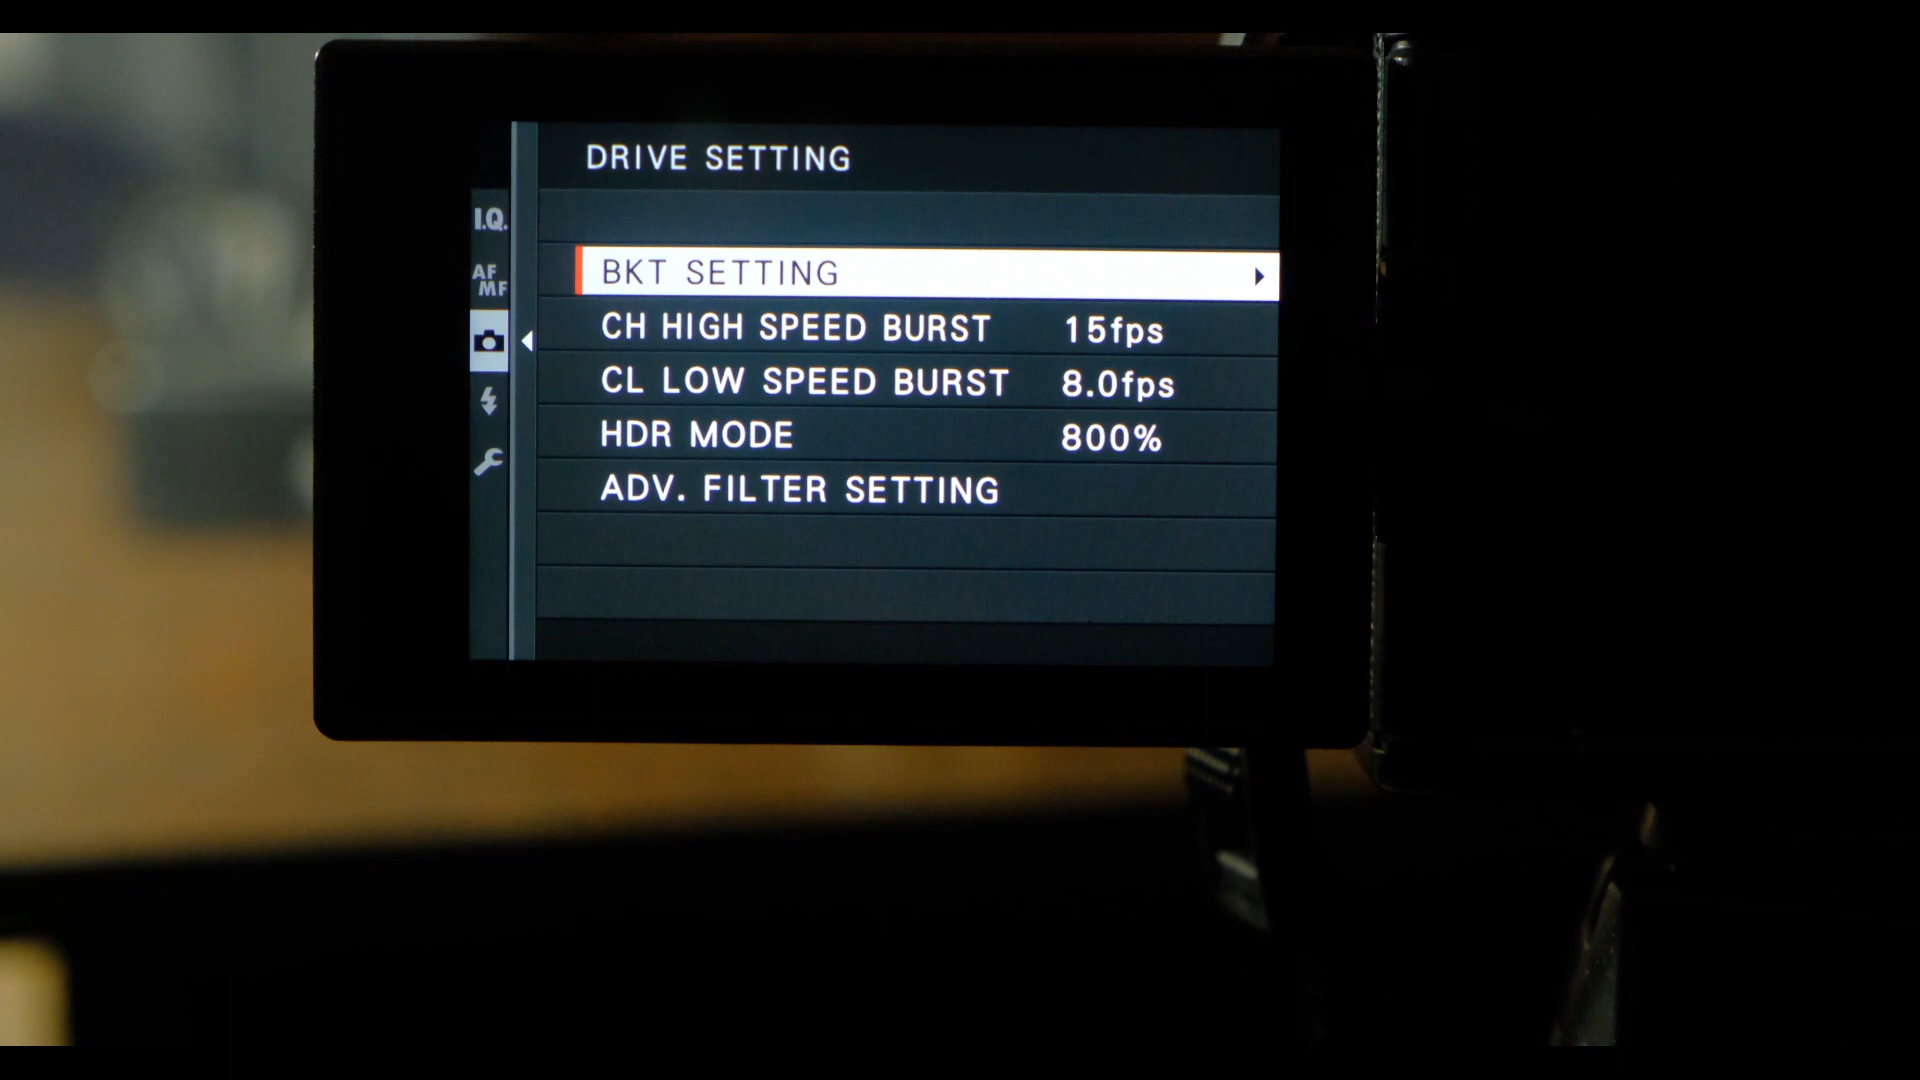 DRIVE SETTING
I.Q.
AF
MF
BKT SETTING
CH HIGH SPEED BURST 15fps
CL LOW SPEED BURST 8.0fps
HDR MODE 800%
ADV. FILTER SETTING